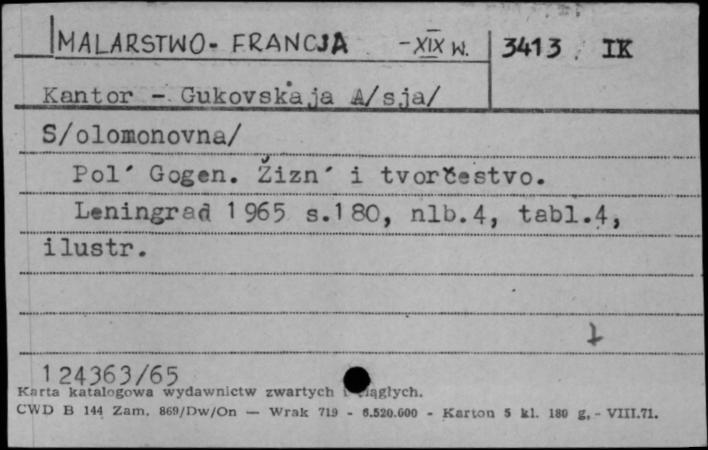 MALARSTWO - FRANCJA - XIX W. 3413 IK
Kantor - Gukovskaja A/sja/
S/olomonovna/
Pol´ Gogen. Žizn´ i tvorčestvo.
Leningrad 1965 s.180, nlb.4, tabl.4,
ilustr.
124363/65
Karta katalogowa wydawnictw zwartych i ciągłych.
CWD B 144 Zam. 869/Dw/On — Wrak 719 - 6.520.000 - Karton 5 kl. 180 g, - VIII.71.